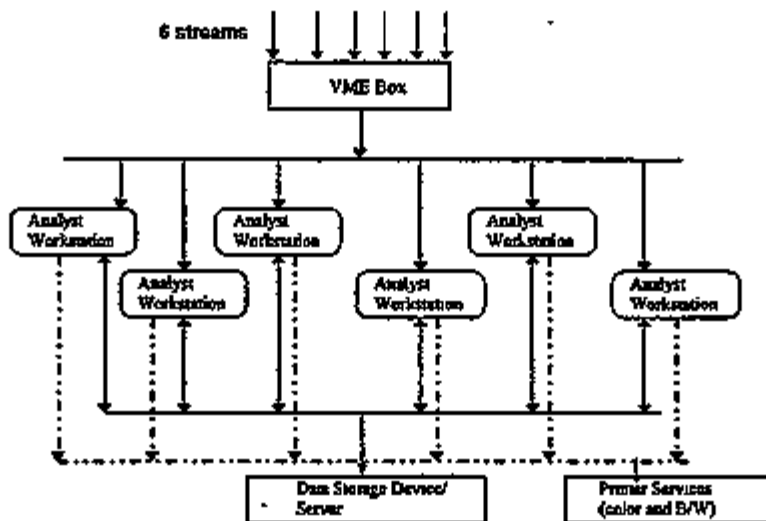 6 streams
VME Box
Analyst
Workstation
Analyst
Workstation
Analyst
Workstation
Analyst
Workstation
Analyst
Workstation
Analyst
Workstation
Data Storage Device/
Server
Printer Services
(color and B/W)